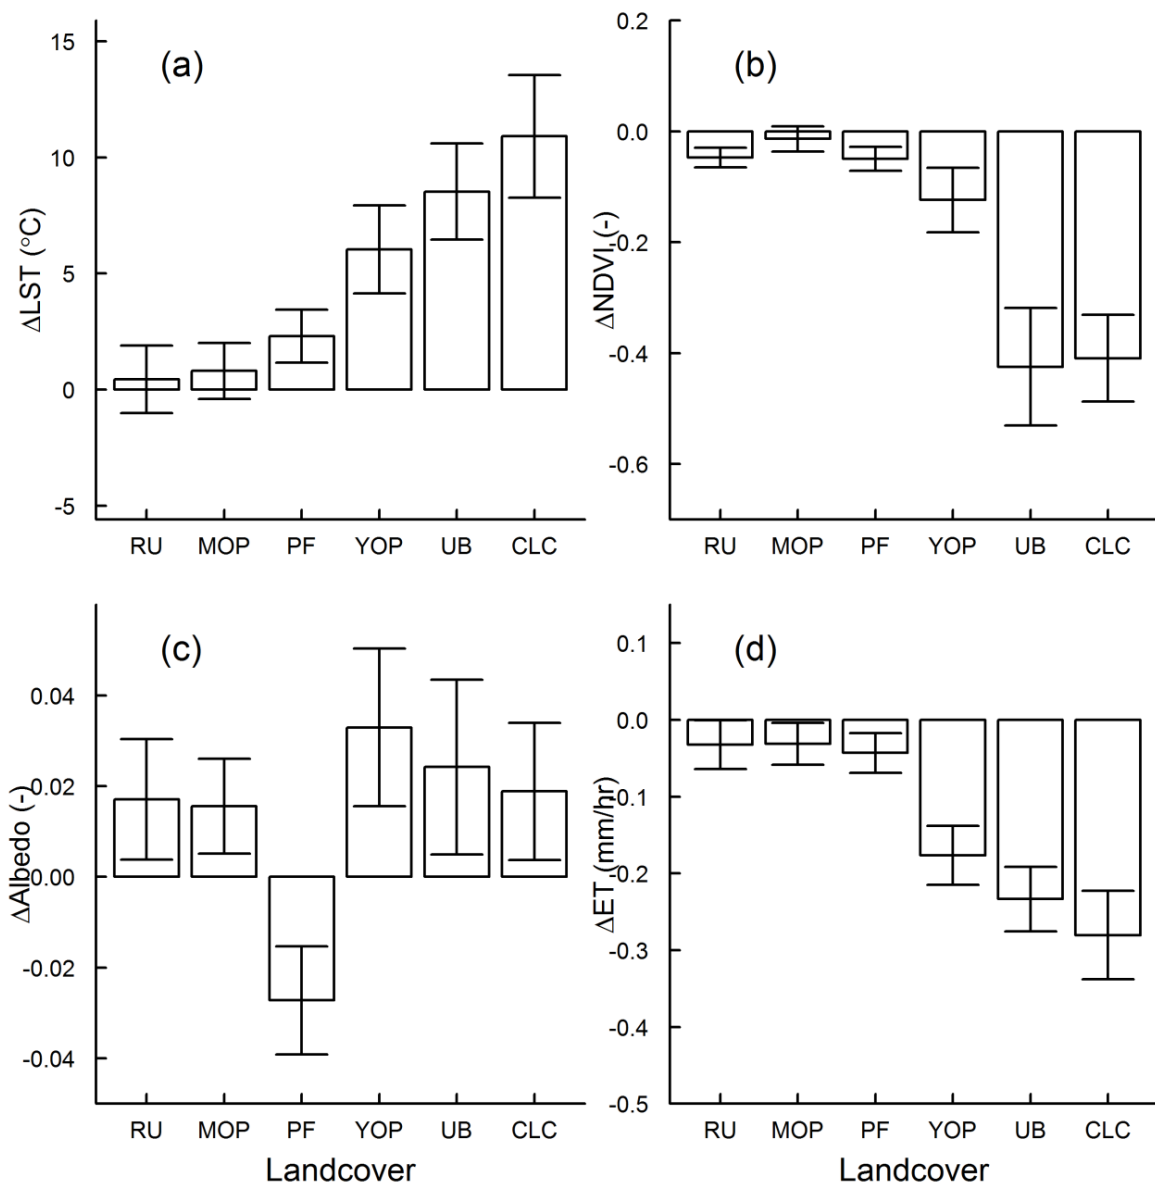 (a)
ΔLST (°C)
15
10
5
0
-5
RU MOP PF YOP UB CLC
(b)
ΔNDVI (-)
0.2
0.0
-0.2
-0.4
-0.6
RU MOP PF YOP UB CLC
(c)
ΔAlbedo (-)
0.04
0.02
0.00
-0.02
-0.04
RU MOP PF YOP UB CLC
Landcover
(d)
ΔET (mm/hr)
0.1
0.0
-0.1
-0.2
-0.3
-0.4
-0.5
RU MOP PF YOP UB CLC
Landcover